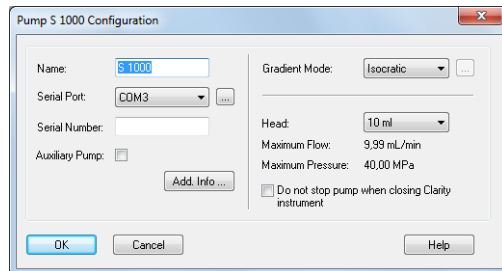 Pump S 1000 Configuration
Name: S 1000
Serial Port: COM3 ...
Serial Number:
Auxiliary Pump:
Add. Info ...
Gradient Mode: Isocratic ...
Head: 10 ml
Maximum Flow: 9,99 mL/min
Maximum Pressure: 40,00 MPa
Do not stop pump when closing Clarity
instrument
OK Cancel Help